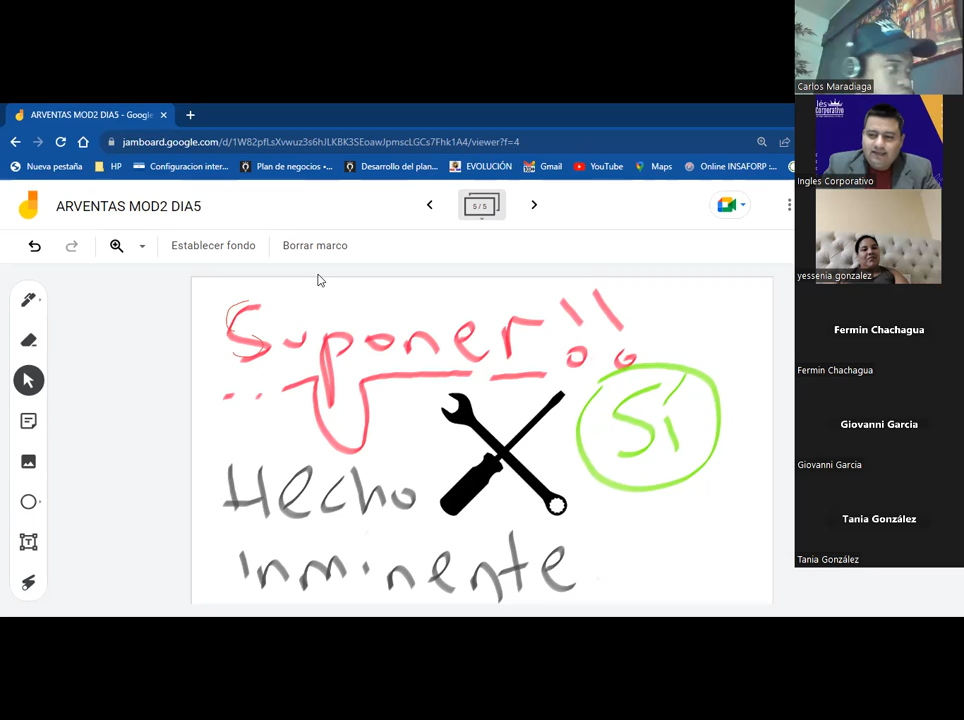 Carlos Maradiaga
ARVENTAS MOD2 DIA5 - Google
jamboard.google.com/d/1W82pfLsXvwuz3s6hJLKBK3SEoawJpmscLGCs7Fhk1A4/viewer?f=4
Nueva pestaña
HP
Configuracion inter...
Plan de negocios -...
Desarrollo del plan...
EVOLUCIÓN
Gmail
YouTube
Maps
Online INSAFORP ...
lés
Corporativo
Ingles Corporativo
ARVENTAS MOD2 DIA5
5 / 5
Establecer fondo
Borrar marco
yessenia gonzalez
Suponer!!
Sí
Hecho
inminente
Fermin Chachagua
Fermin Chachagua
Giovanni Garcia
Giovanni Garcia
Tania González
Tania González